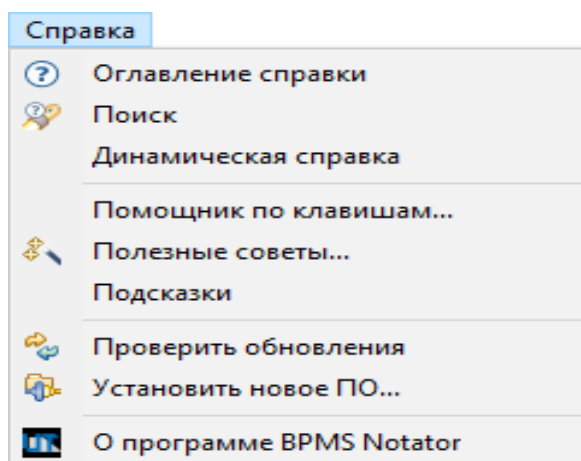 Справка
Оглавление справки
Поиск
Динамическая справка
Помощник по клавишам...
Полезные советы...
Подсказки
Проверить обновления
Установить новое ПО...
О программе BPMS Notator